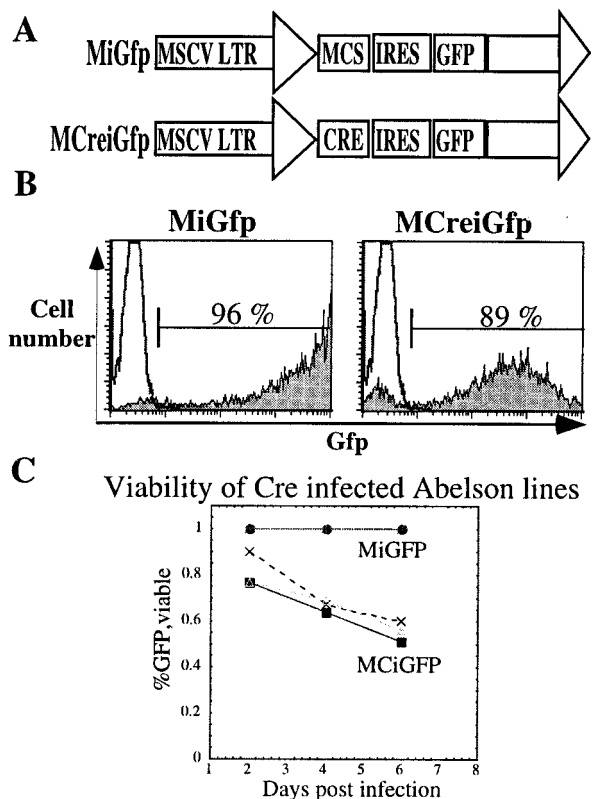 A
MiGfp MSCV LTR MCS IRES GFP
MCreiGfp MSCV LTR CRE IRES GFP
B
MiGfp MCreiGfp
Cell number
96 % 89 %
Gfp
C
Viability of Cre infected Abelson lines
%GFP,viable
1
0.8
0.6
0.4
0.2
0
MiGFP
MCiGFP
1 2 3 4 5 6 7 8
Days post infection